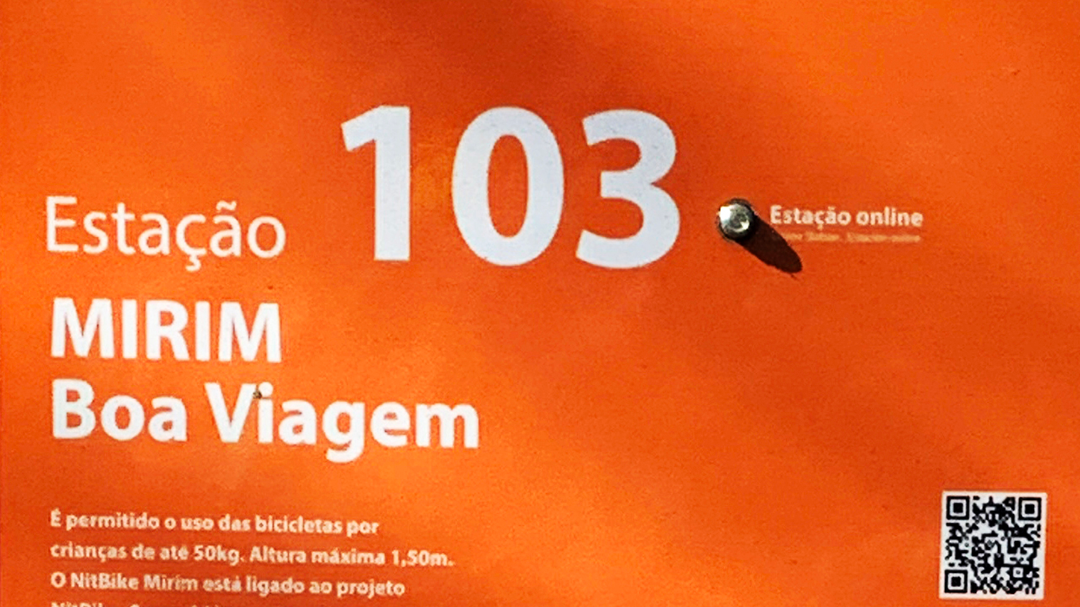 Estação 103
Estação online
MIRIM
Boa Viagem
É permitido o uso das bicicletas por
crianças de até 50kg. Altura máxima 1,50m.
O NitBike Mirim está ligado ao projeto